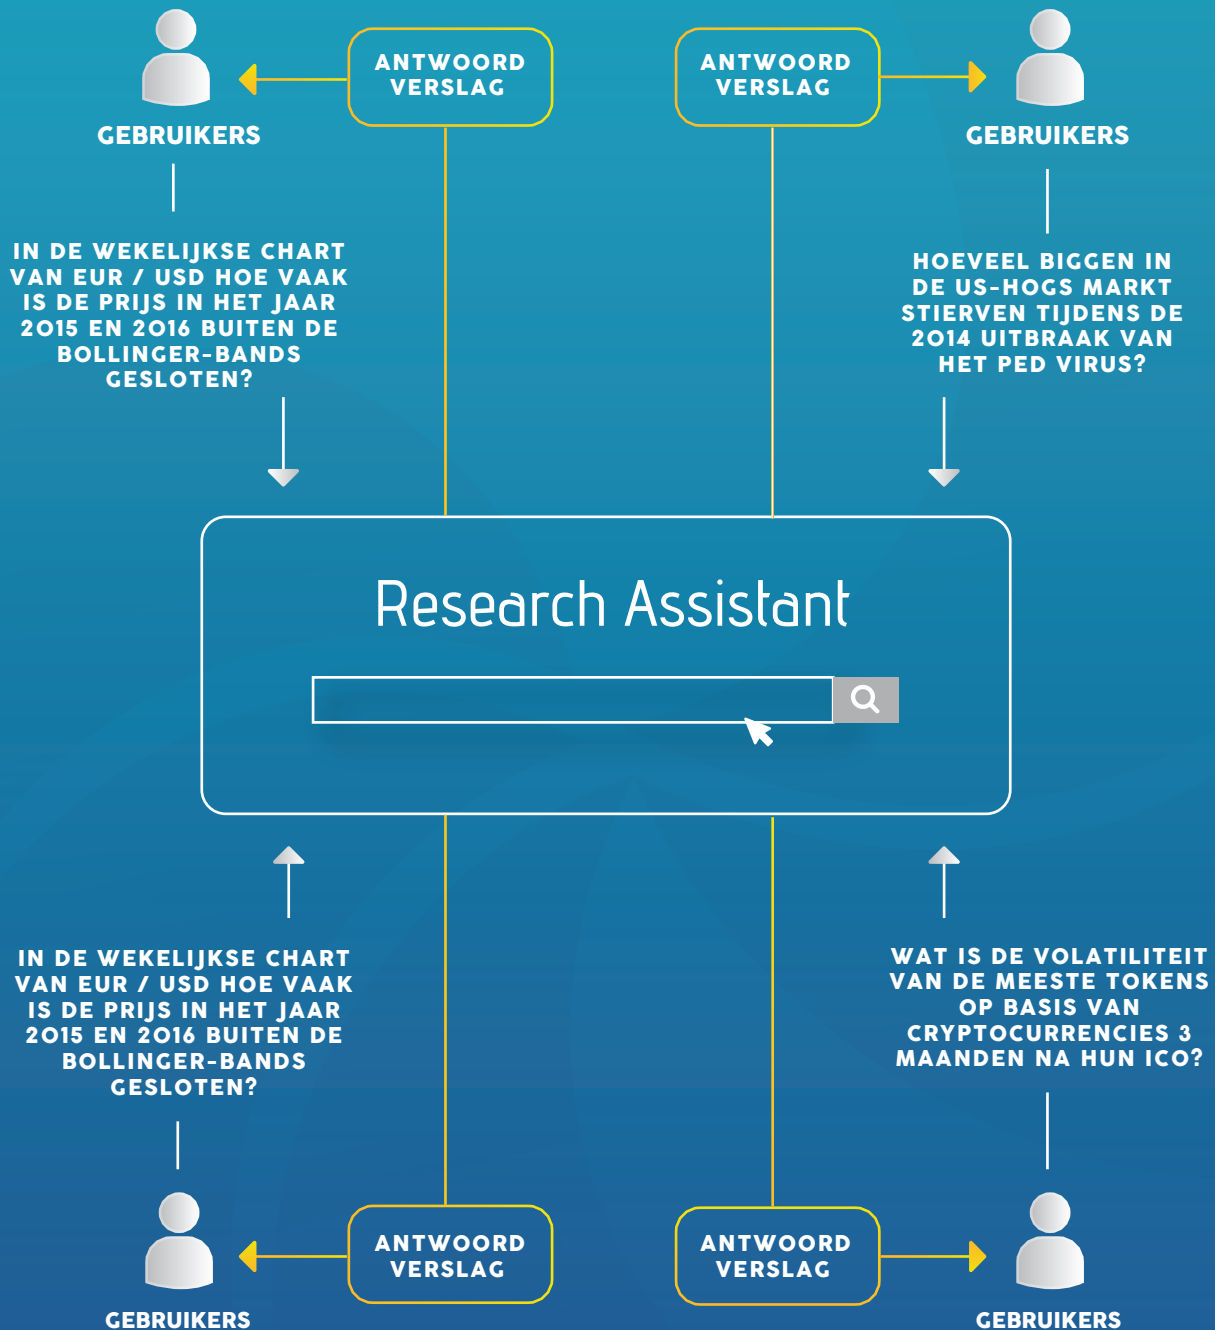 ANTWOORD
VERSLAG
ANTWOORD
VERSLAG
GEBRUIKERS
GEBRUIKERS
IN DE WEKELIJKSE CHART
VAN EUR / USD HOE VAAK
IS DE PRIJS IN HET JAAR
2015 EN 2016 BUITEN DE
BOLLINGER-BANDS
GESLOTEN?
HOEVEEL BIGGEN IN
DE US-HOGS MARKT
STIERVEN TIJDENS DE
2014 UITBRAAK VAN
HET PED VIRUS?
Research Assistant
IN DE WEKELIJKSE CHART
VAN EUR / USD HOE VAAK
IS DE PRIJS IN HET JAAR
2015 EN 2016 BUITEN DE
BOLLINGER-BANDS
GESLOTEN?
WAT IS DE VOLATILITEIT
VAN DE MEESTE TOKENS
OP BASIS VAN
CRYPTOCURRENCIES 3
MAANDEN NA HUN ICO?
ANTWOORD
VERSLAG
ANTWOORD
VERSLAG
GEBRUIKERS
GEBRUIKERS